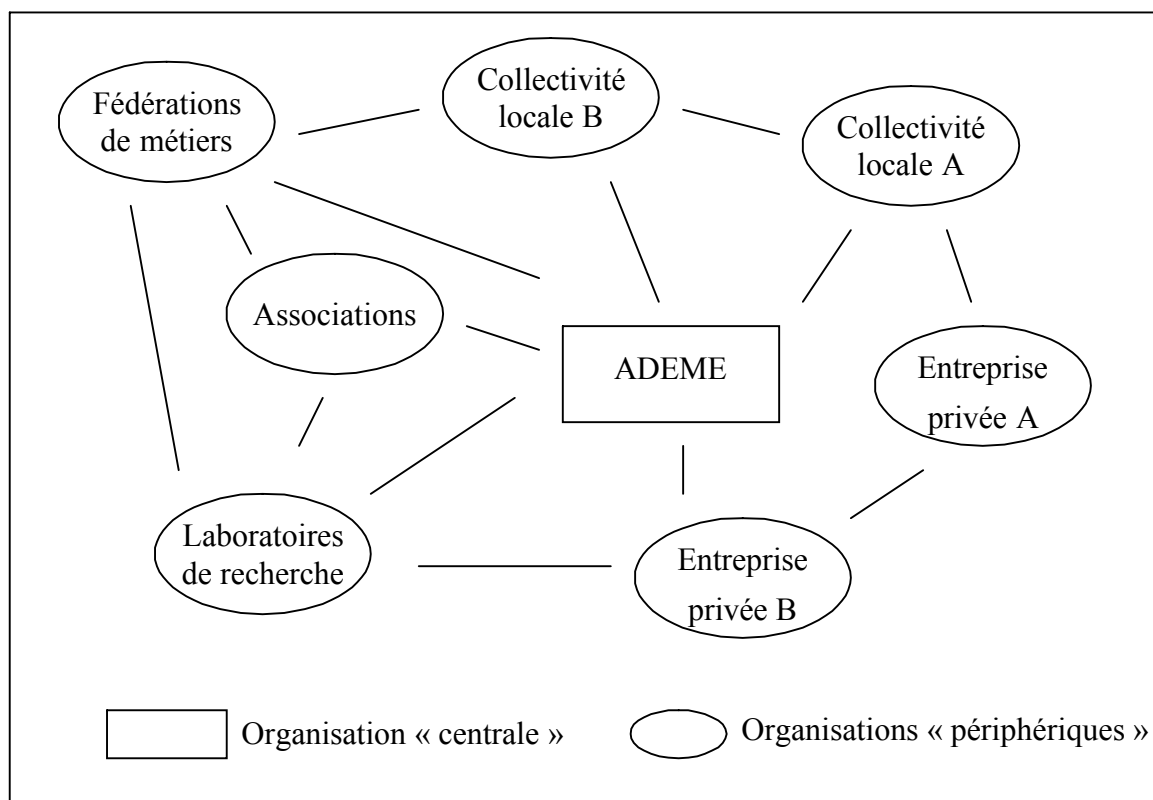 Fédérations
de métiers
Collectivité
locale B
Collectivité
locale A
Associations
ADEME
Entreprise
privée A
Laboratoires
de recherche
Entreprise
privée B
Organisation « centrale »
Organisations « périphériques »